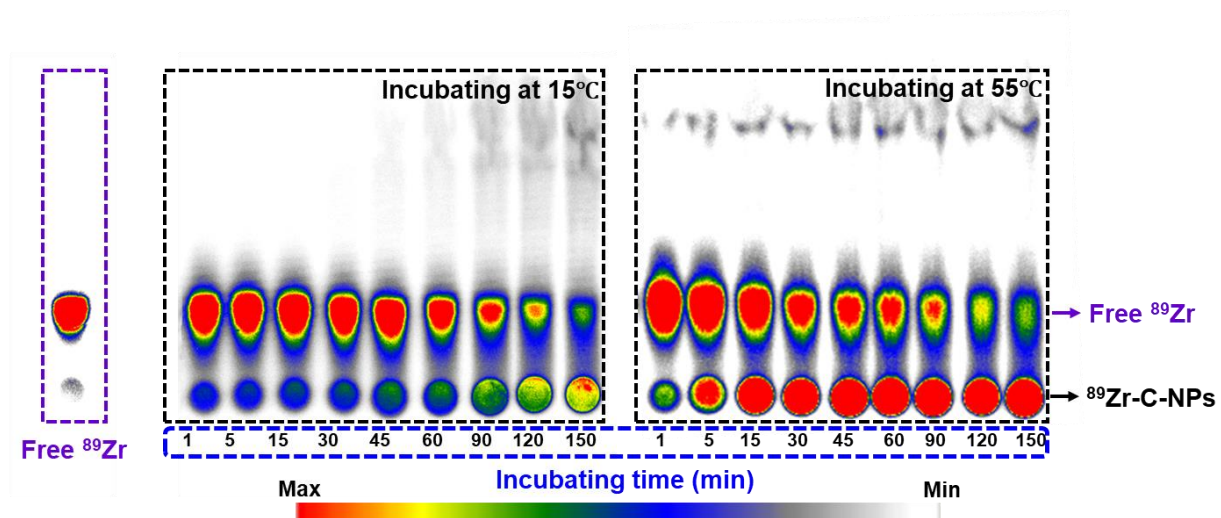 Incubating at 15℃
Incubating at 55℃
Free ⁸⁹Zr
⁸⁹Zr-C-NPs
Free ⁸⁹Zr
1 5 15 30 45 60 90 120 150
1 5 15 30 45 60 90 120 150
Incubating time (min)
Max
Min